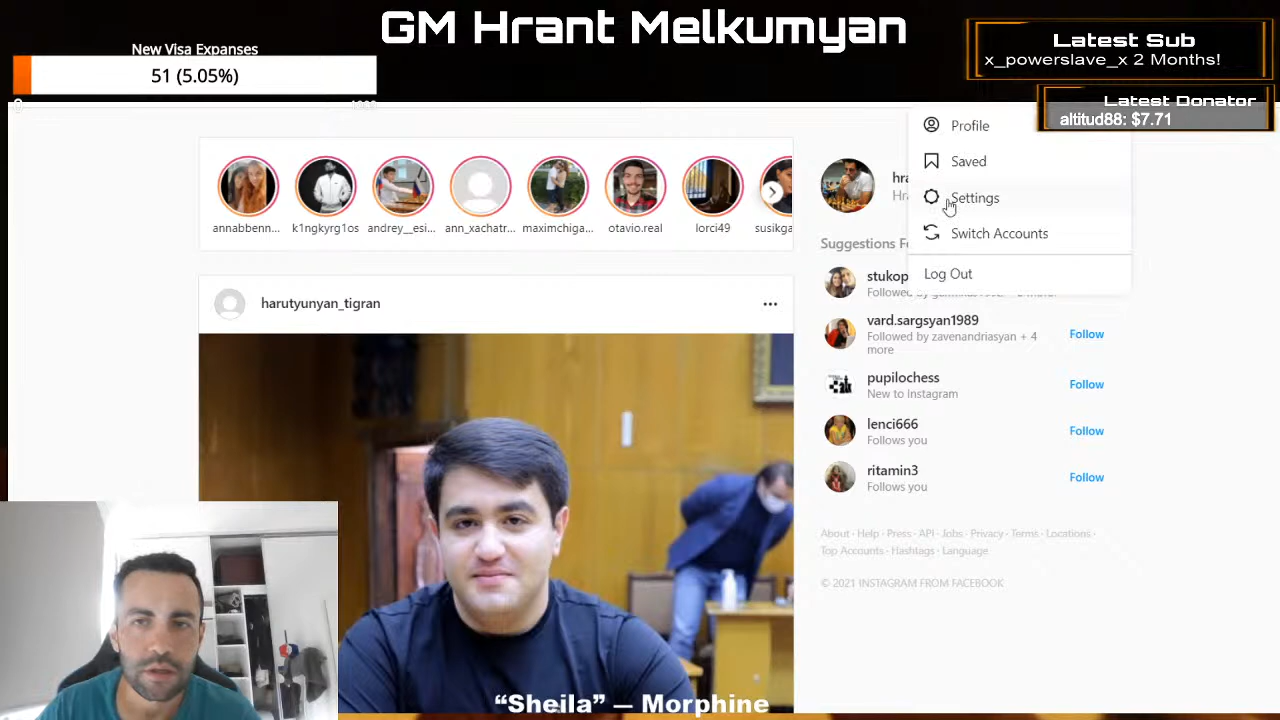 GM Hrant Melkumyan
New Visa Expanses
51 (5.05%)
Latest Sub
x_powerslave_x 2 Months!
Latest Donator
altitud88: $7.71
Profile
Saved
Settings
Switch Accounts
Log Out
annabbenn...
k1ngkyrg1os
andrey__esi...
ann_xachatr...
maximchiga...
otavio.real
lorci49
susikga
hra
Hra
Suggestions F
stukop
Followed by
vard.sargsyan1989
Followed by zavenandriasyan + 4
more
Follow
pupilochess
New to Instagram
Follow
lenci666
Follows you
Follow
ritamin3
Follows you
Follow
harutyunyan_tigran
About · Help · Press · API · Jobs · Privacy · Terms · Locations ·
Top Accounts · Hashtags · Language
© 2021 INSTAGRAM FROM FACEBOOK
“Sheila” — Morphine